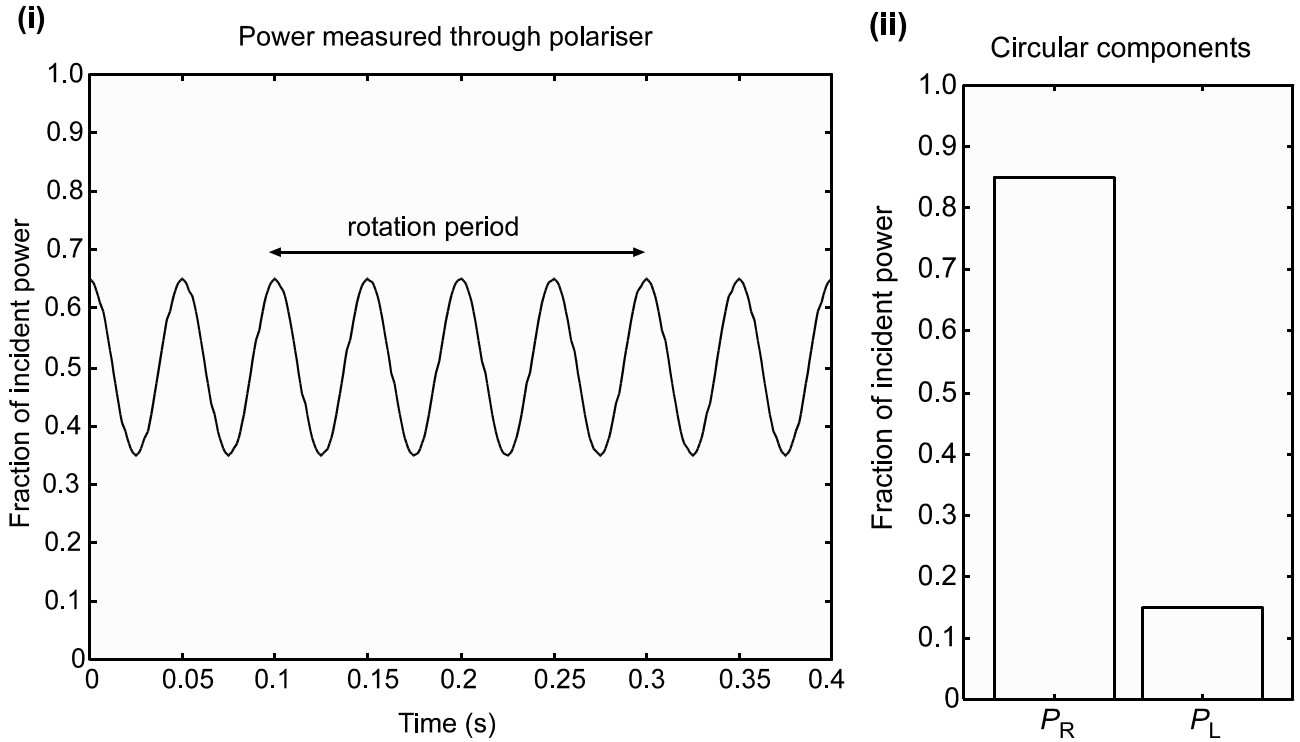 (i)
Power measured through polariser
Fraction of incident power
1.0
0.9
0.8
0.7
0.6
0.5
0.4
0.3
0.2
0.1
0
rotation period
0 0.05 0.1 0.15 0.2 0.25 0.3 0.35 0.4
Time (s)
(ii)
Circular components
Fraction of incident power
1.0
0.9
0.8
0.7
0.6
0.5
0.4
0.3
0.2
0.1
0
PR PL